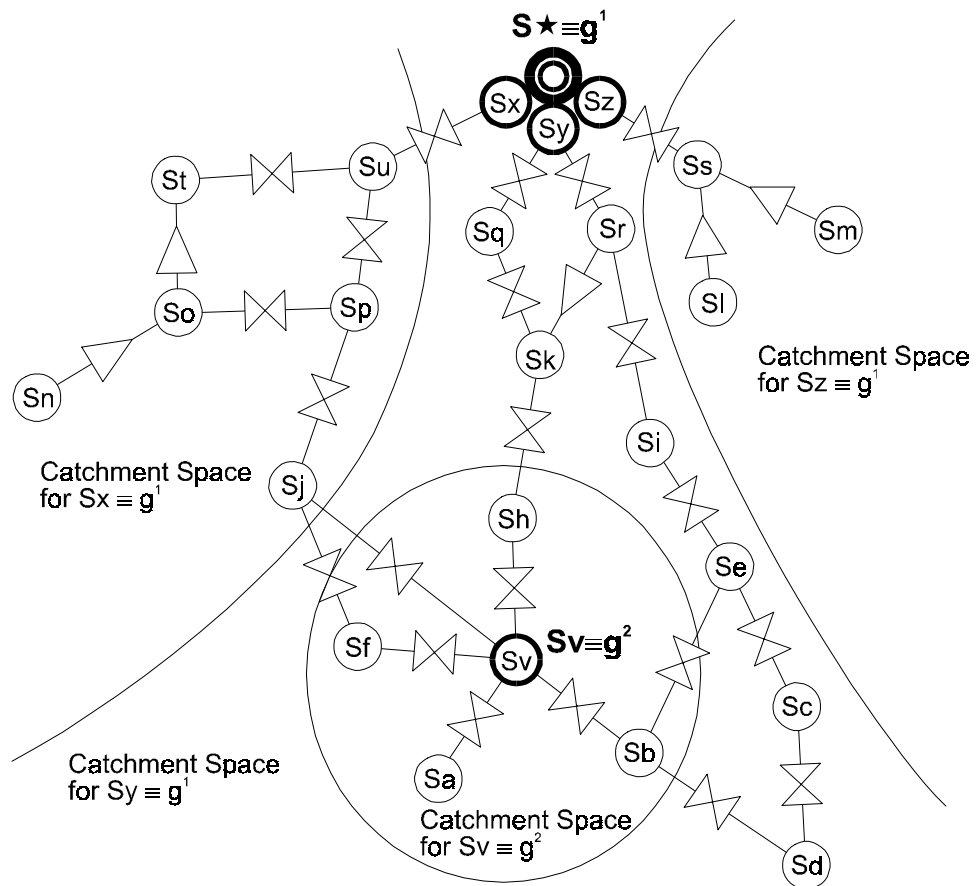 S★≡g¹
Sx
Sz
Sy
St
Su
Ss
Sq
Sr
Sm
So
Sp
Sl
Sk
Sn
Catchment Space
for Sz ≡ g¹
Si
Catchment Space
for Sx ≡ g¹
Sj
Sh
Se
Sf
Sv
Sv≡g²
Sc
Catchment Space
for Sy ≡ g¹
Sa
Sb
Catchment Space
for Sv ≡ g²
Sd